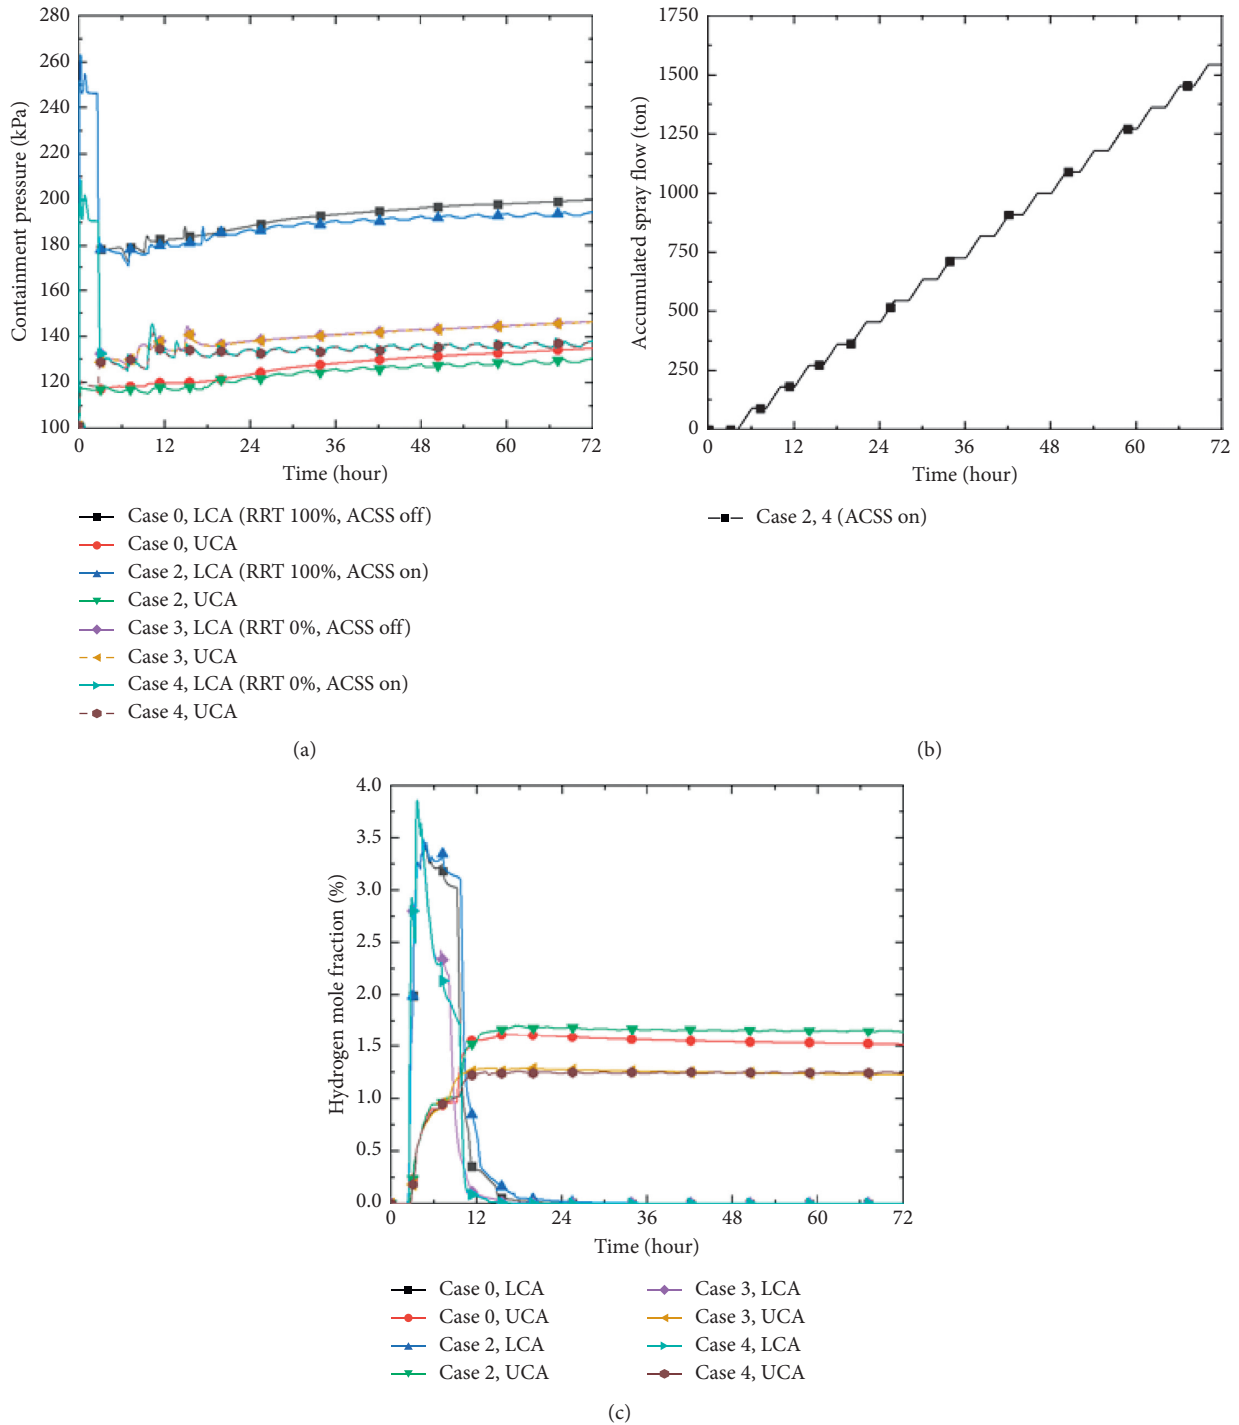 280
260
240
220
200
180
160
140
120
100
Containment pressure (kPa)
0 12 24 36 48 60 72
Time (hour)
Case 0, LCA (RRT 100%, ACSS off)
Case 0, UCA
Case 2, LCA (RRT 100%, ACSS on)
Case 2, UCA
Case 3, LCA (RRT 0%, ACSS off)
Case 3, UCA
Case 4, LCA (RRT 0%, ACSS on)
Case 4, UCA
(a)
1750
1500
1250
1000
750
500
250
0
Accumulated spray flow (ton)
0 12 24 36 48 60 72
Time (hour)
Case 2, 4 (ACSS on)
(b)
4.0
3.5
3.0
2.5
2.0
1.5
1.0
0.5
0.0
Hydrogen mole fraction (%)
0 12 24 36 48 60 72
Time (hour)
Case 0, LCA
Case 0, UCA
Case 2, LCA
Case 2, UCA
Case 3, LCA
Case 3, UCA
Case 4, LCA
Case 4, UCA
(c)